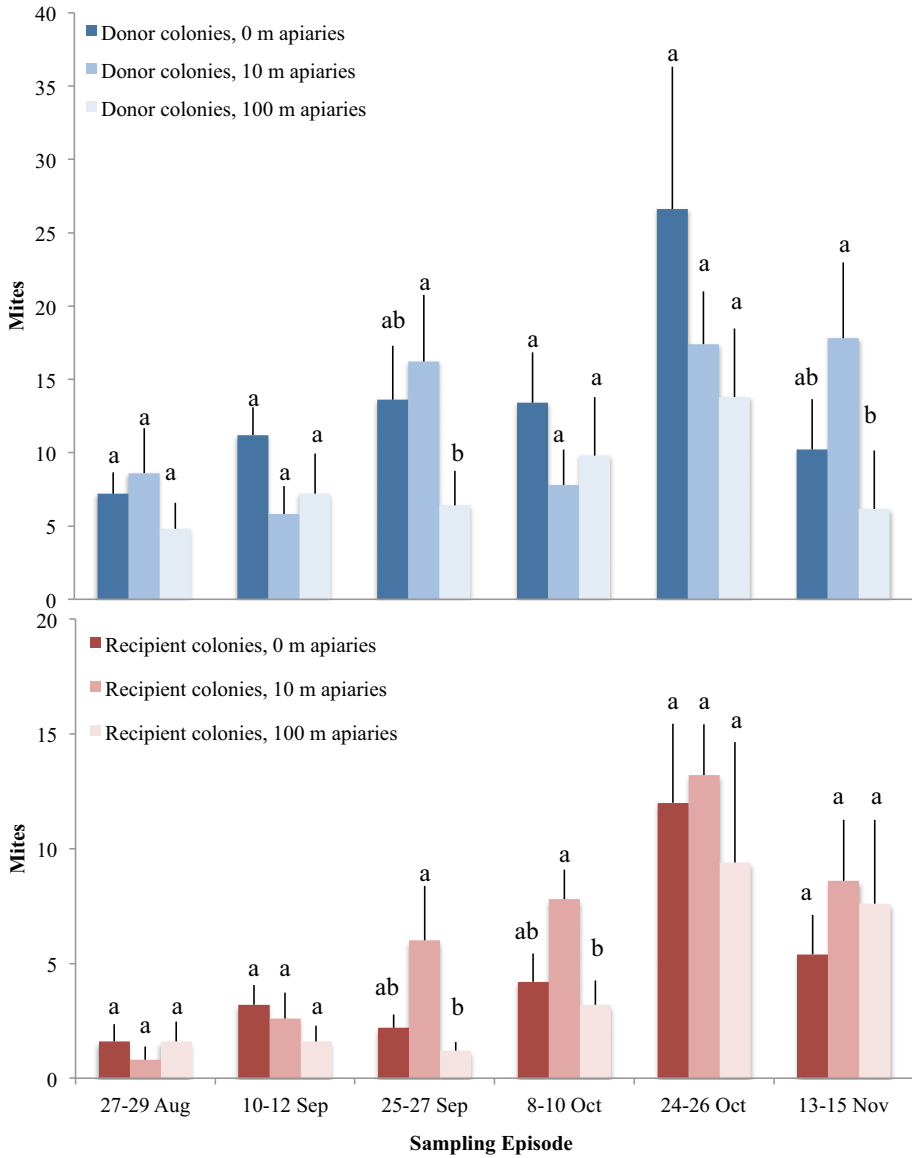 40
35
30
25
20
15
10
5
0
Mites
Donor colonies, 0 m apiaries
Donor colonies, 10 m apiaries
Donor colonies, 100 m apiaries
a a a
a a a
ab a b
a a a
a a a
ab a b
20
15
10
5
0
Mites
Recipient colonies, 0 m apiaries
Recipient colonies, 10 m apiaries
Recipient colonies, 100 m apiaries
a a a
a a a
ab a b
ab a b
a a a
a a a
27-29 Aug 10-12 Sep 25-27 Sep 8-10 Oct 24-26 Oct 13-15 Nov
Sampling Episode